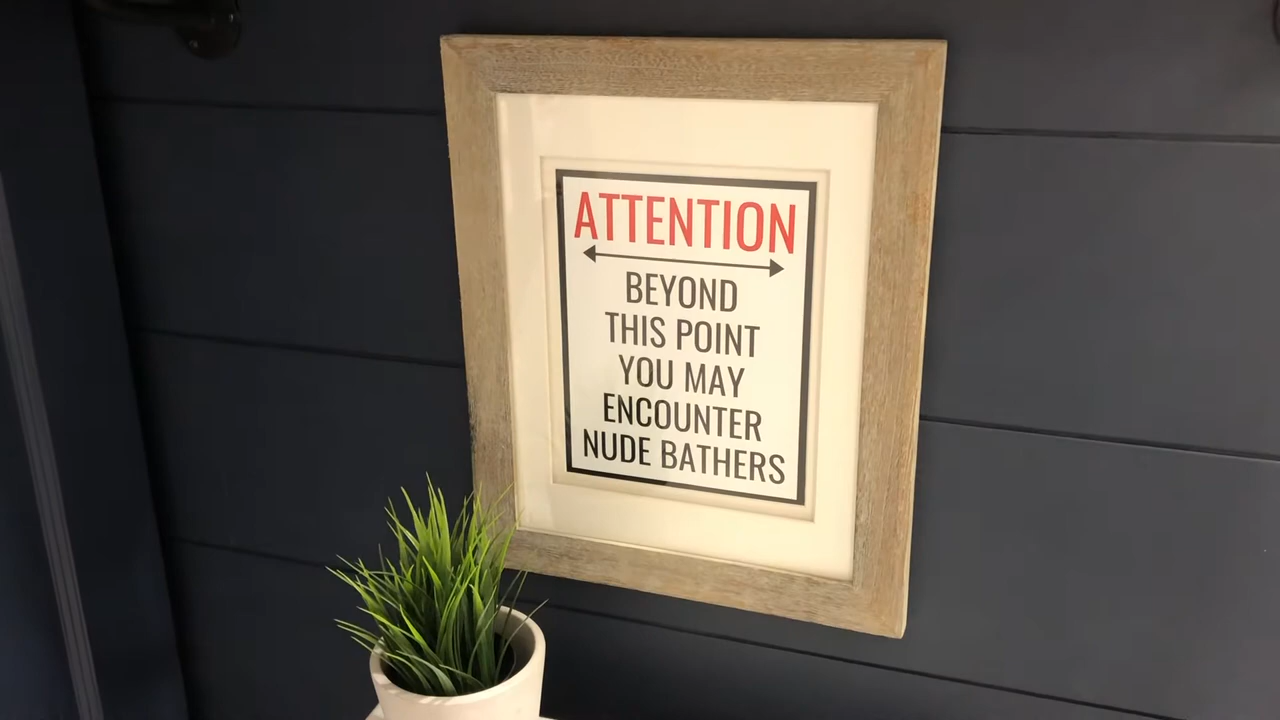 ATTENTION
BEYOND
THIS POINT
YOU MAY
ENCOUNTER
NUDE BATHERS